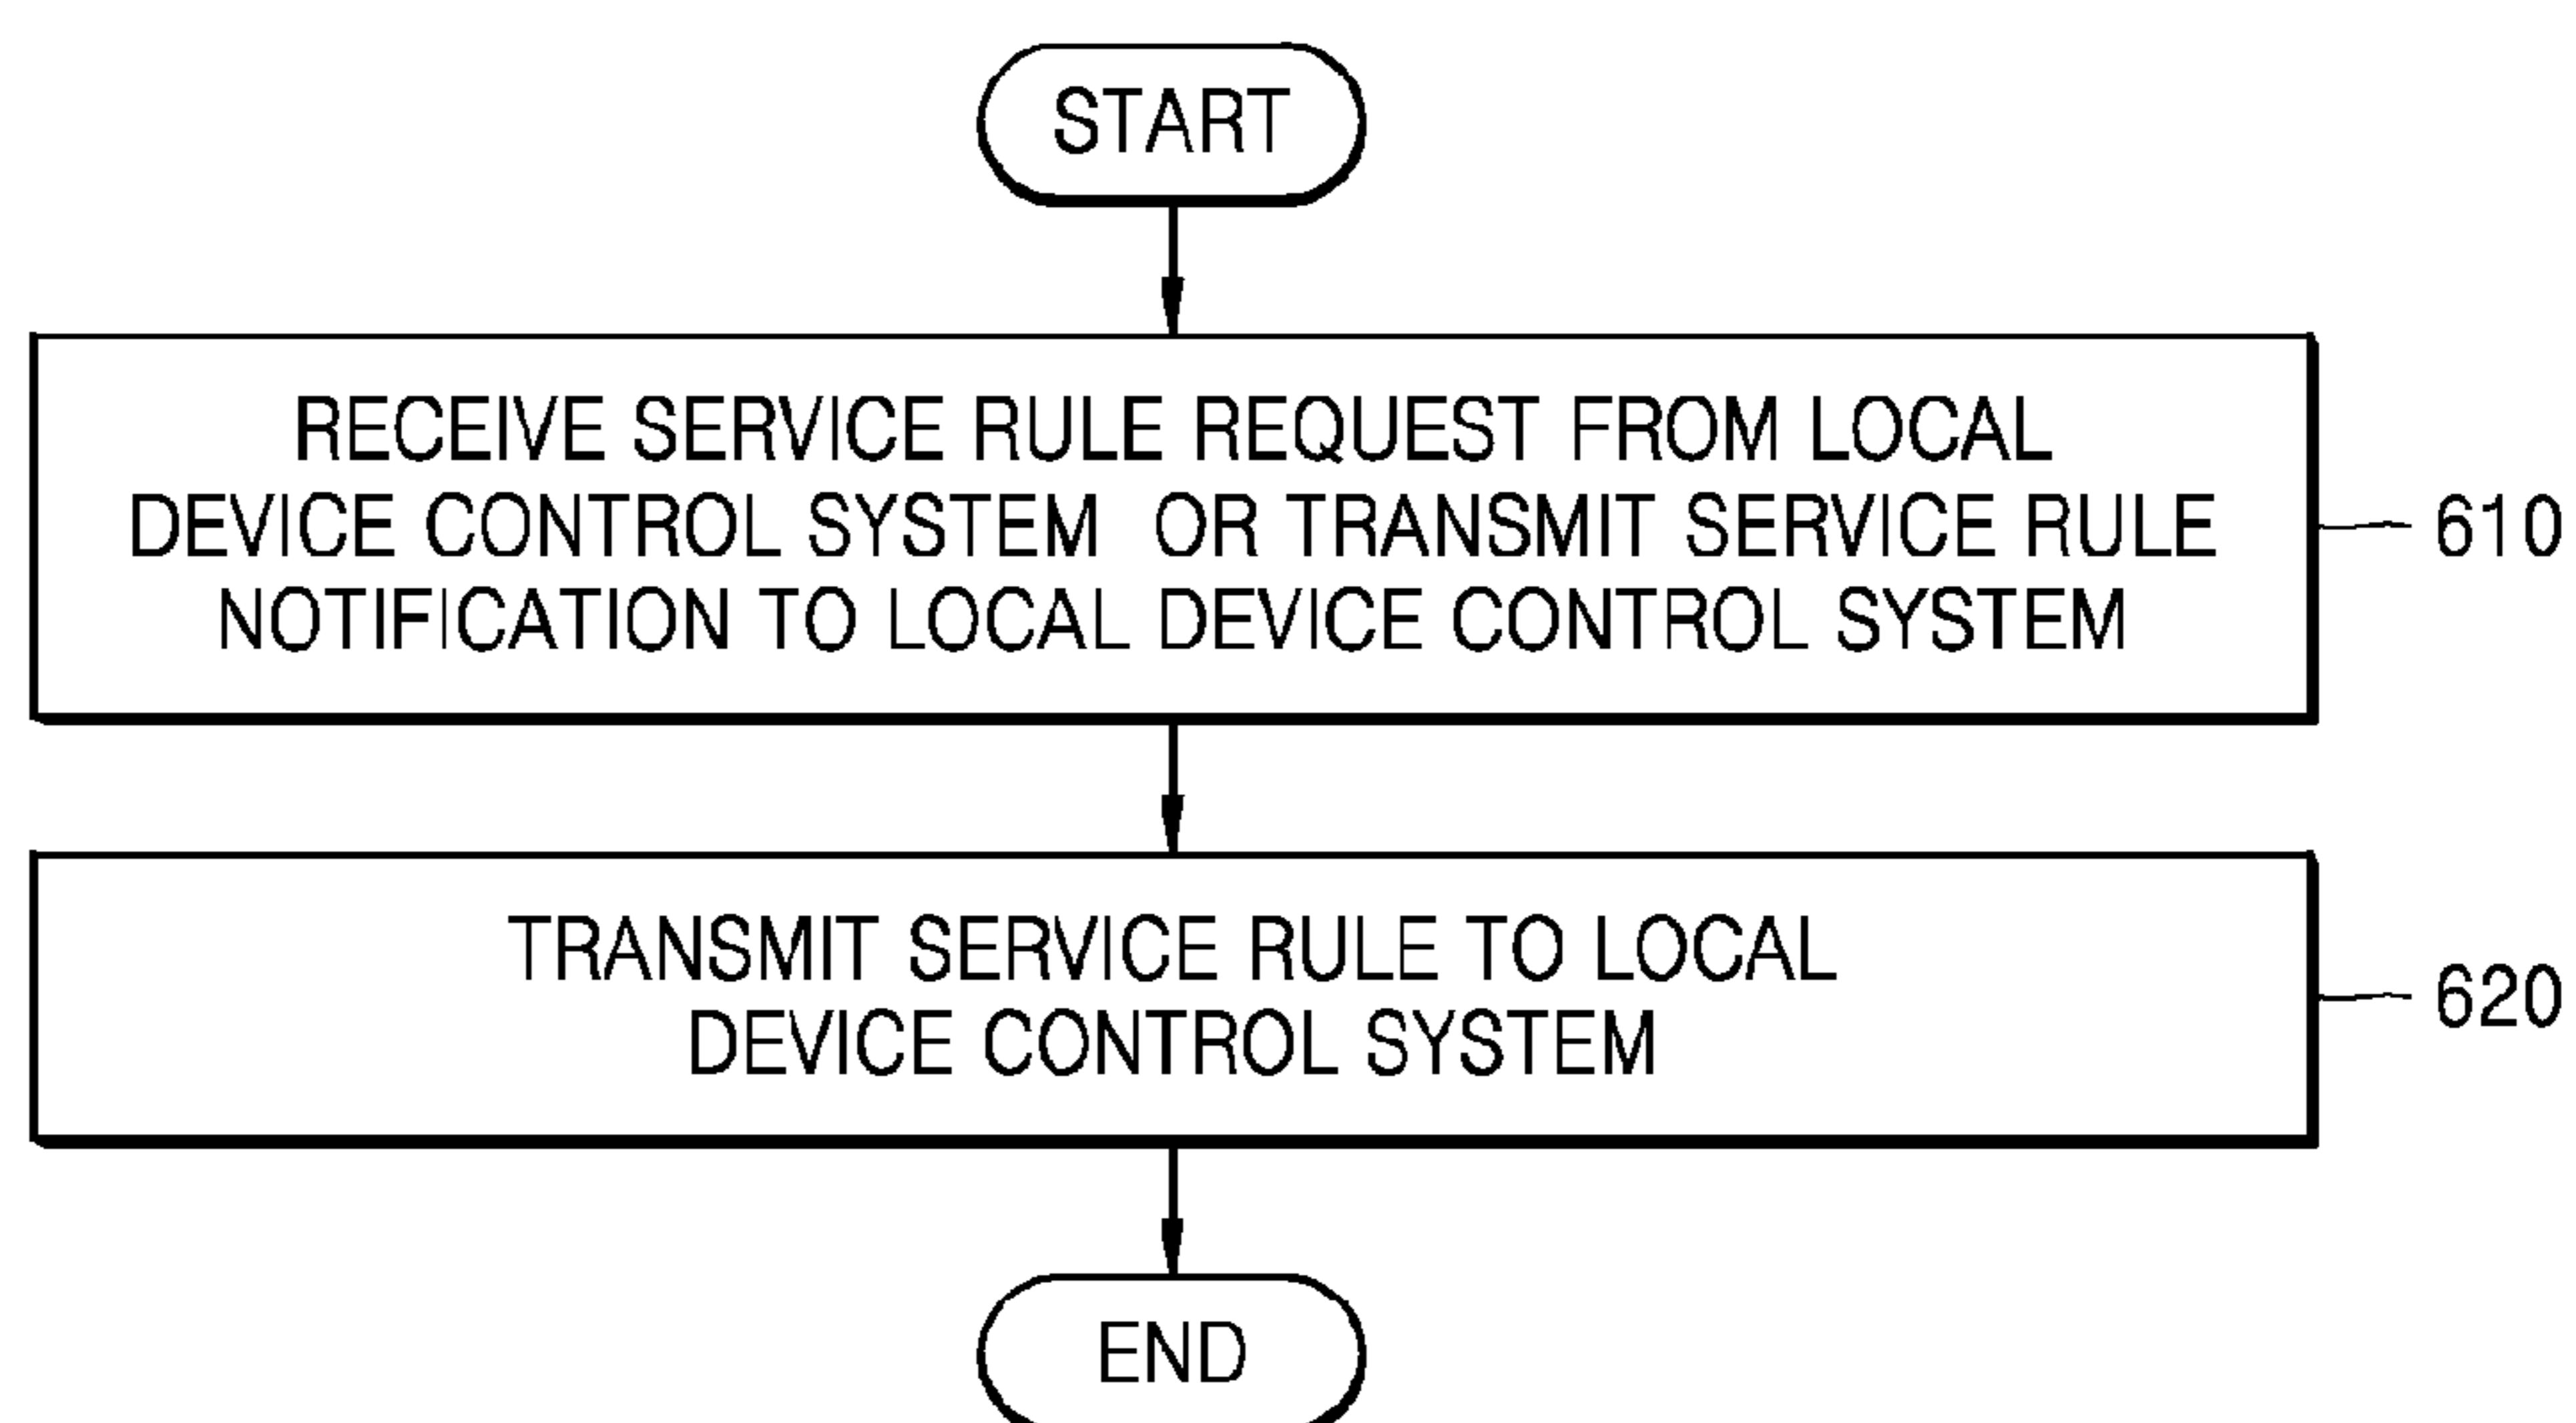 START
RECEIVE SERVICE RULE REQUEST FROM LOCAL
DEVICE CONTROL SYSTEM OR TRANSMIT SERVICE RULE
NOTIFICATION TO LOCAL DEVICE CONTROL SYSTEM
610
TRANSMIT SERVICE RULE TO LOCAL
DEVICE CONTROL SYSTEM
620
END